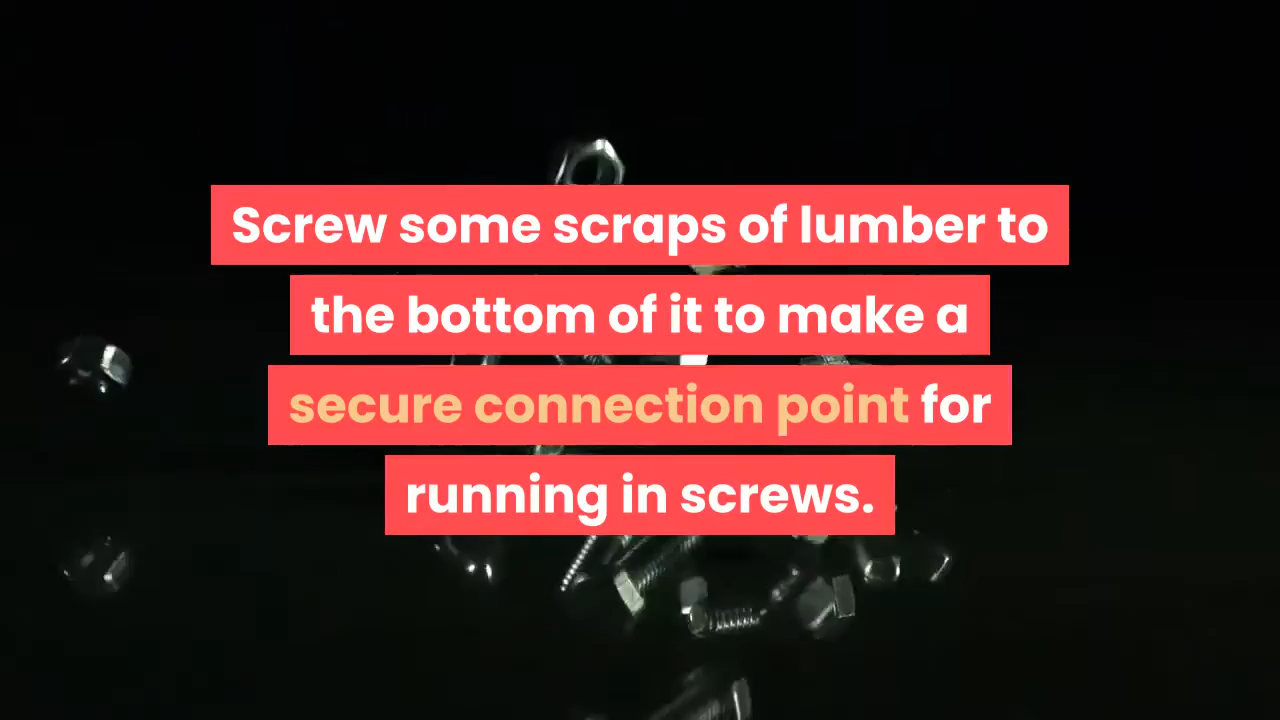 Screw some scraps of lumber to
the bottom of it to make a
secure connection point for
running in screws.